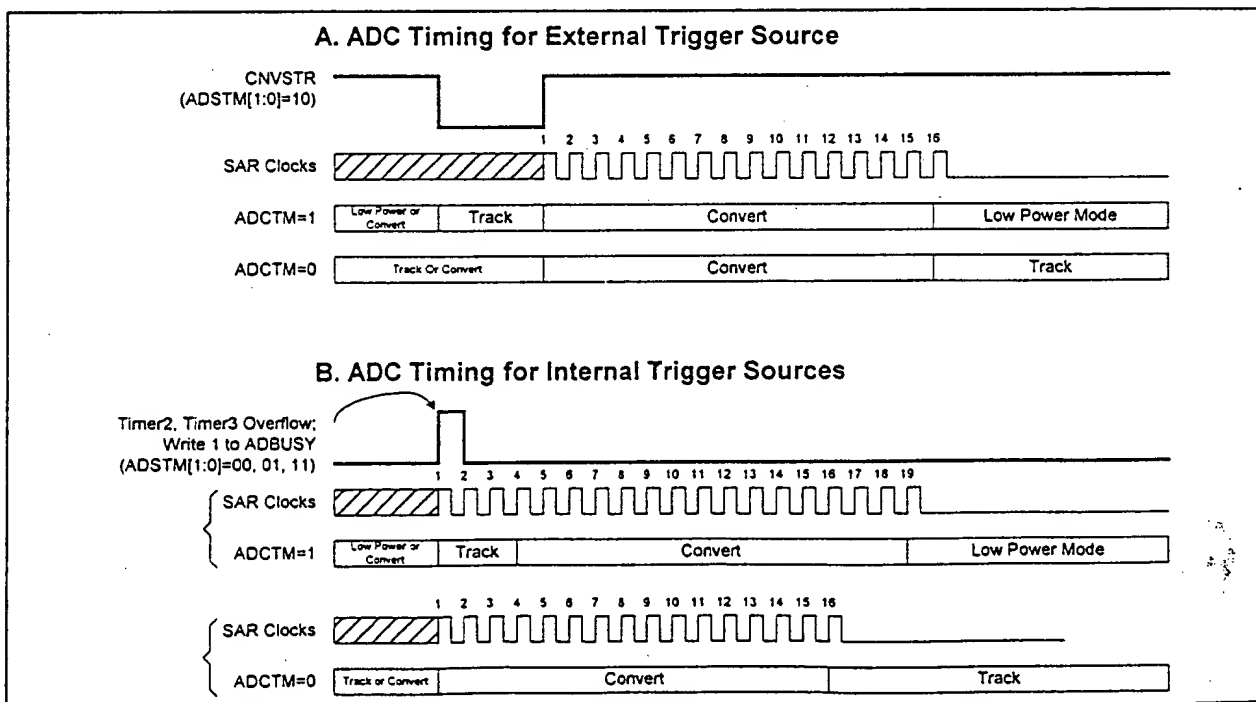 A. ADC Timing for External Trigger Source
CNVSTR
(ADSTM[1:0]=10)
1 2 3 4 5 6 7 8 9 10 11 12 13 14 15 16
SAR Clocks
ADCTM=1
Low Power or
Convert
Track
Convert
Low Power Mode
ADCTM=0
Track Or Convert
Convert
Track
B. ADC Timing for Internal Trigger Sources
Timer2, Timer3 Overflow;
Write 1 to ADBUSY
(ADSTM[1:0]=00, 01, 11)
1 2 3 4 5 6 7 8 9 10 11 12 13 14 15 16 17 18 19
SAR Clocks
ADCTM=1
Low Power or
Convert
Track
Convert
Low Power Mode
1 2 3 4 5 6 7 8 9 10 11 12 13 14 15 16
SAR Clocks
ADCTM=0
Track or Convert
Convert
Track